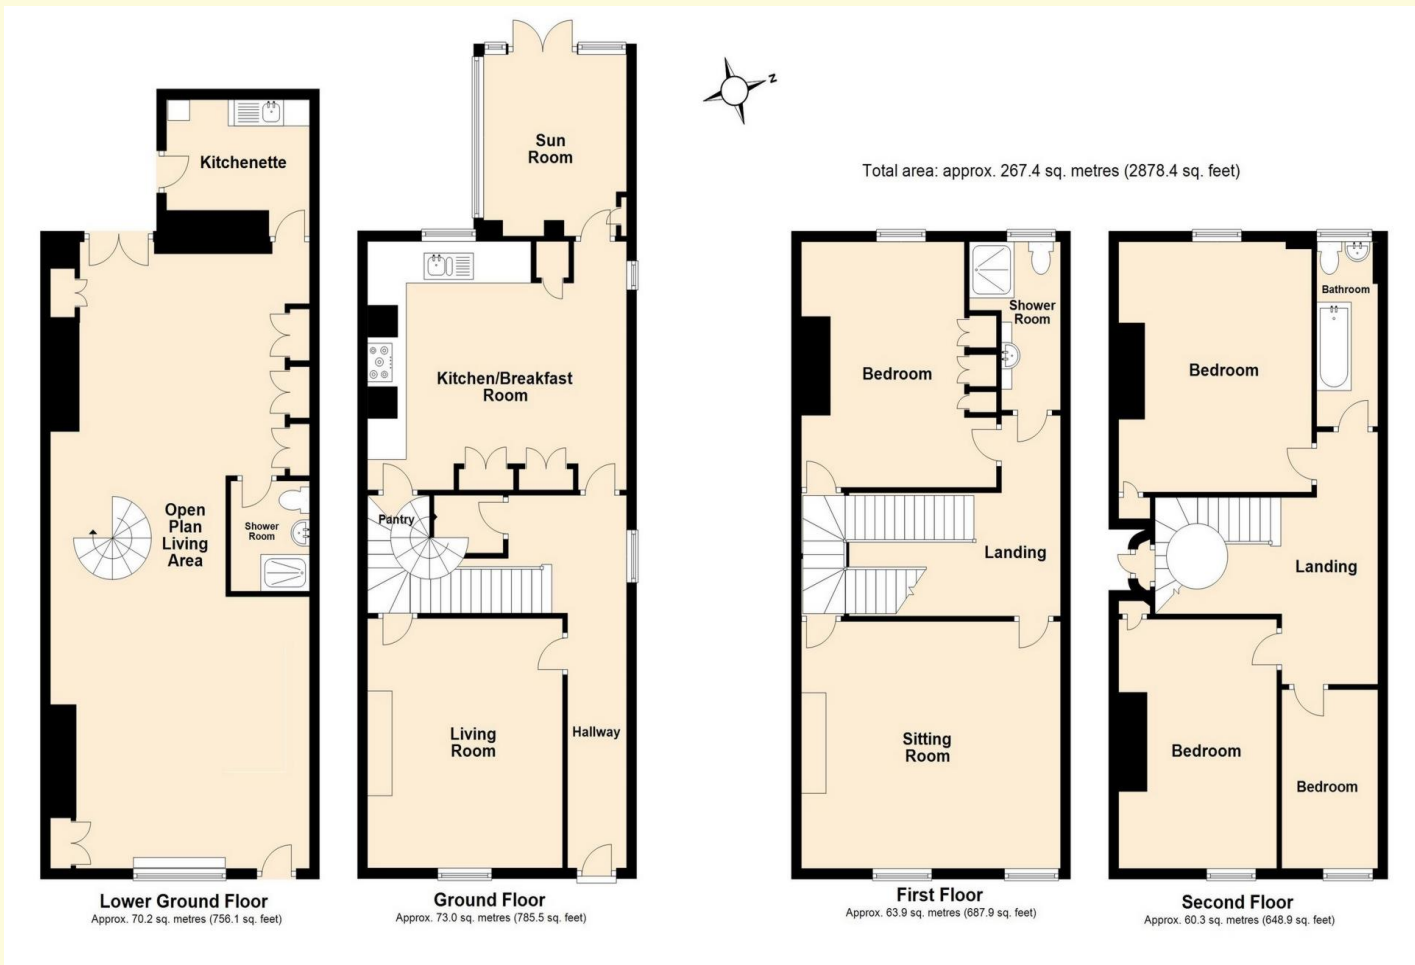 N
Total area: approx. 267.4 sq. metres (2878.4 sq. feet)
Kitchenette
Open
Plan
Living
Area
Shower
Room
Lower Ground Floor
Approx. 70.2 sq. metres (756.1 sq. feet)
Sun
Room
Kitchen/Breakfast
Room
Pantry
Living
Room
Hallway
Ground Floor
Approx. 73.0 sq. metres (785.5 sq. feet)
Shower
Room
Bedroom
Landing
Sitting
Room
First Floor
Approx. 63.9 sq. metres (687.9 sq. feet)
Bathroom
Bedroom
Landing
Bedroom
Bedroom
Second Floor
Approx. 60.3 sq. metres (648.9 sq. feet)